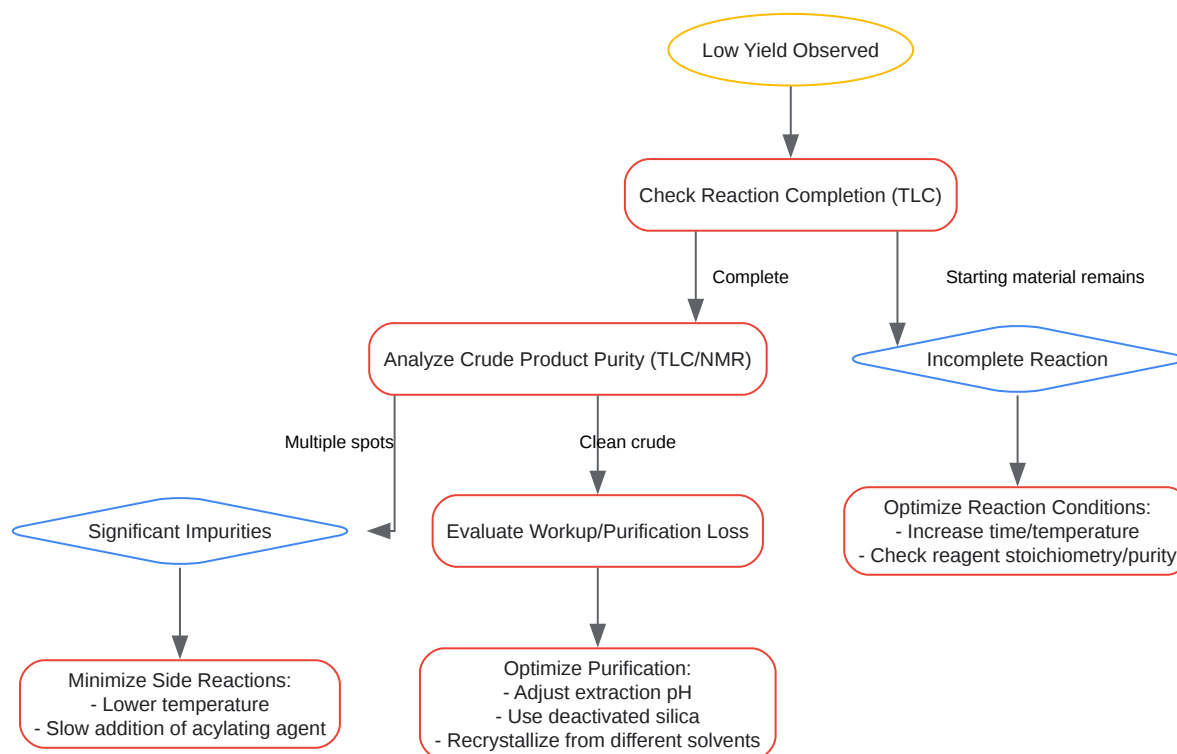 Low Yield Observed
Check Reaction Completion (TLC)
Complete
Starting material remains
Analyze Crude Product Purity (TLC/NMR)
Incomplete Reaction
Multiple spots
Clean crude
Significant Impurities
Evaluate Workup/Purification Loss
Optimize Reaction Conditions:
- Increase time/temperature
- Check reagent stoichiometry/purity
Minimize Side Reactions:
- Lower temperature
- Slow addition of acylating agent
Optimize Purification:
- Adjust extraction pH
- Use deactivated silica
- Recrystallize from different solvents